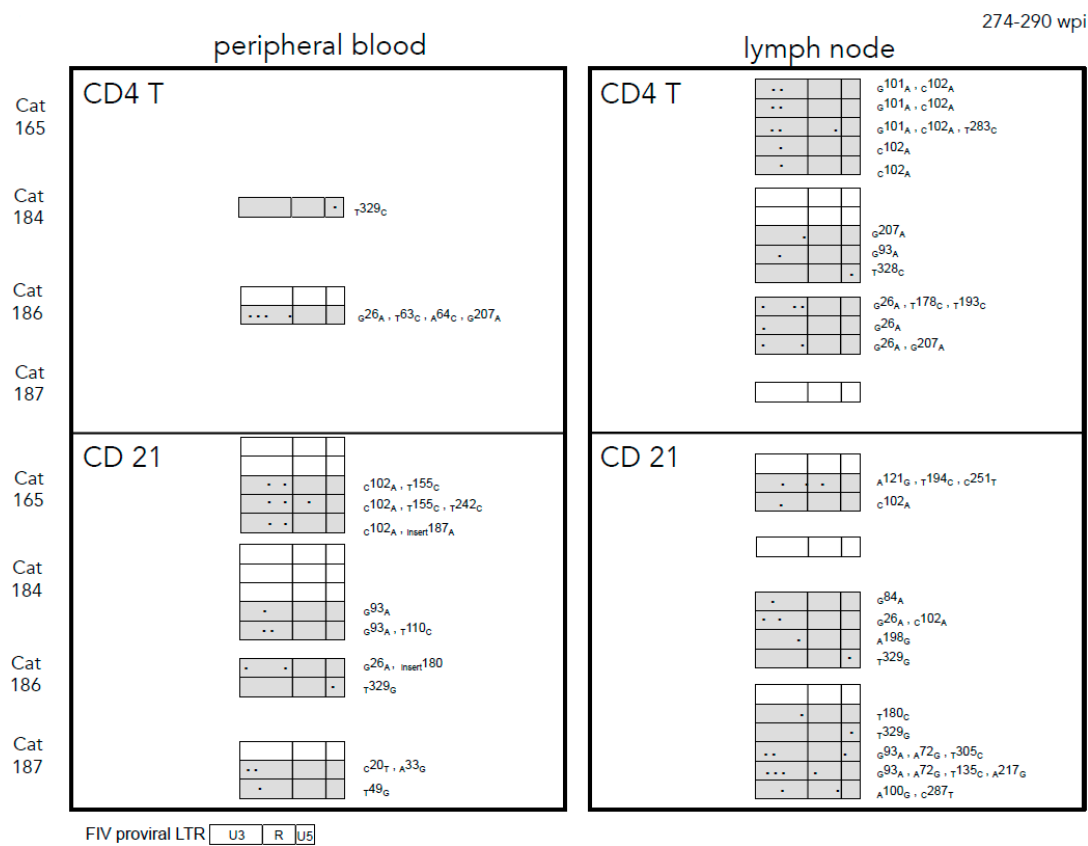 274-290 wpi
peripheral blood
lymph node
CD4 T
CD4 T
Cat
165
G101A , C102A
G101A , C102A
G101A , C102A , T283C
C102A
C102A
Cat
184
T329C
G207A
G93A
T328C
Cat
186
G26A , T63C , A64C , G207A
G26A , T178C , T193C
G26A
G26A , G207A
Cat
187
CD 21
CD 21
Cat
165
C102A , T155C
C102A , T155C , T242C
C102A , insert187A
A121G , T194C , C251T
C102A
Cat
184
G93A
G93A , T110C
Cat
186
G26A, insert180
T329G
G84A
G26A , C102A
A198G
T329G
Cat
187
C20T , A33G
T49G
T180C
T329G
G93A , A72G , T305C
G93A , A72G , T135C , A217G
A100G , C287T
FIV proviral LTR U3 R U5